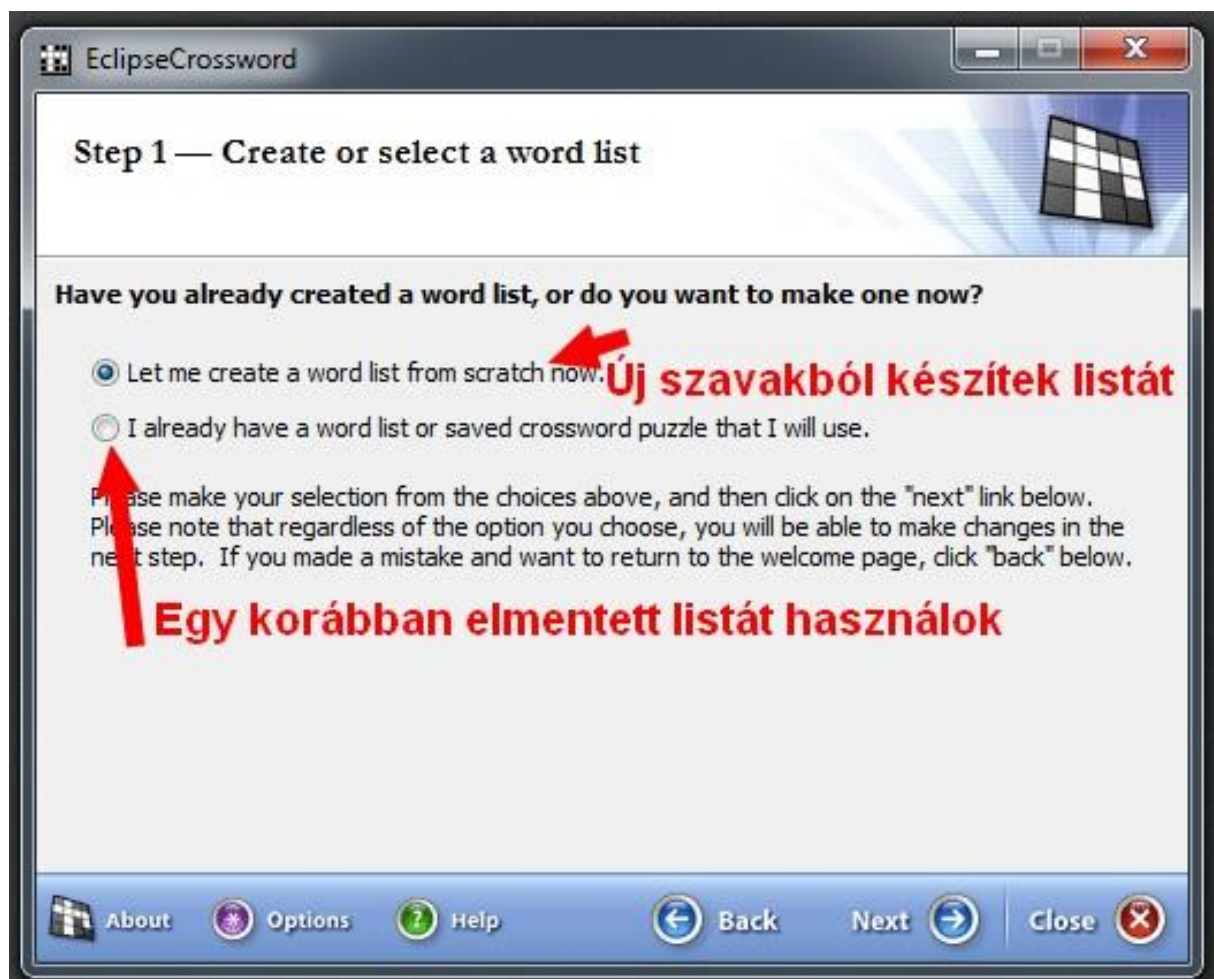 EclipseCrossword
Step 1 — Create or select a word list
Have you already created a word list, or do you want to make one now?
Let me create a word list from scratch now.
Új szavakból készítek listát
I already have a word list or saved crossword puzzle that I will use.
Please make your selection from the choices above, and then click on the "next" link below.
Please note that regardless of the option you choose, you will be able to make changes in the
next step. If you made a mistake and want to return to the welcome page, click "back" below.
Egy korábban elmentett listát használok
About Options Help Back Next Close